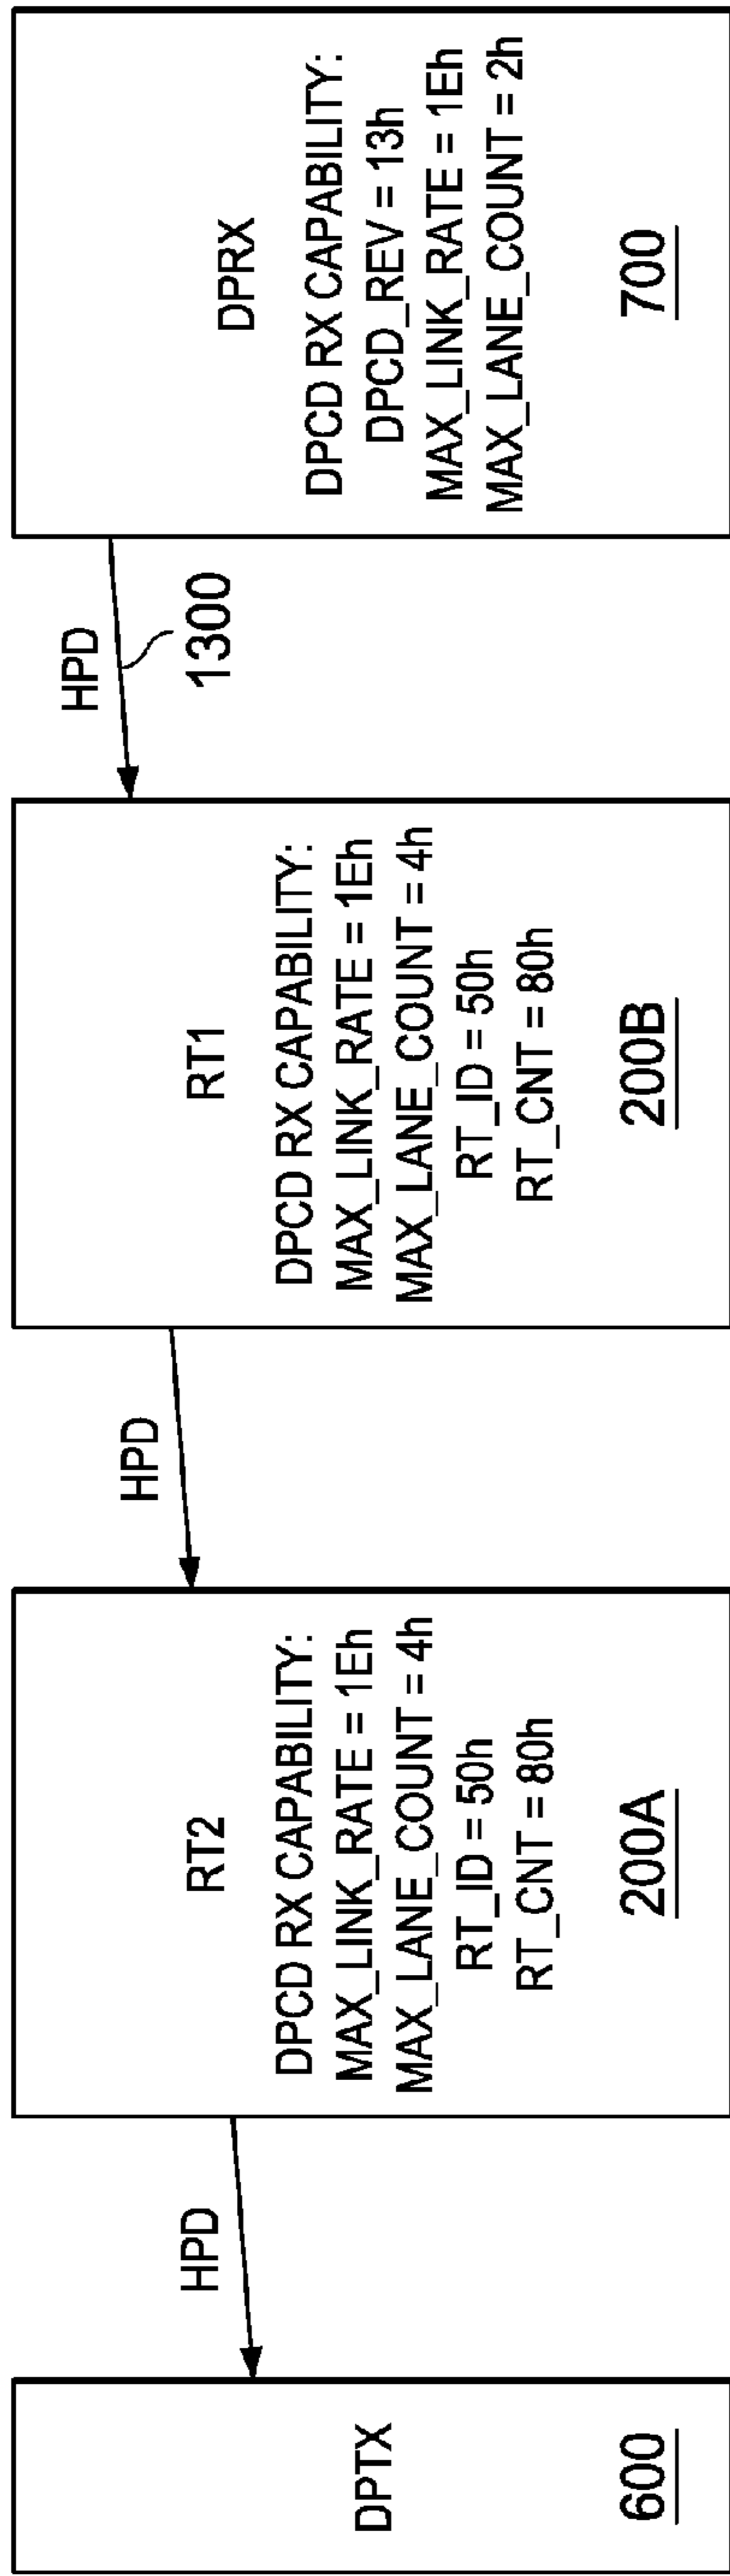 DPTX
600
HPD
RT2
DPCD RX CAPABILITY:
MAX_LINK_RATE = 1Eh
MAX_LANE_COUNT = 4h
RT_ID = 50h
RT_CNT = 80h
200A
HPD
RT1
DPCD RX CAPABILITY:
MAX_LINK_RATE = 1Eh
MAX_LANE_COUNT = 4h
RT_ID = 50h
RT_CNT = 80h
200B
HPD
1300
DPRX
DPCD RX CAPABILITY:
DPCD_REV = 13h
MAX_LINK_RATE = 1Eh
MAX_LANE_COUNT = 2h
700